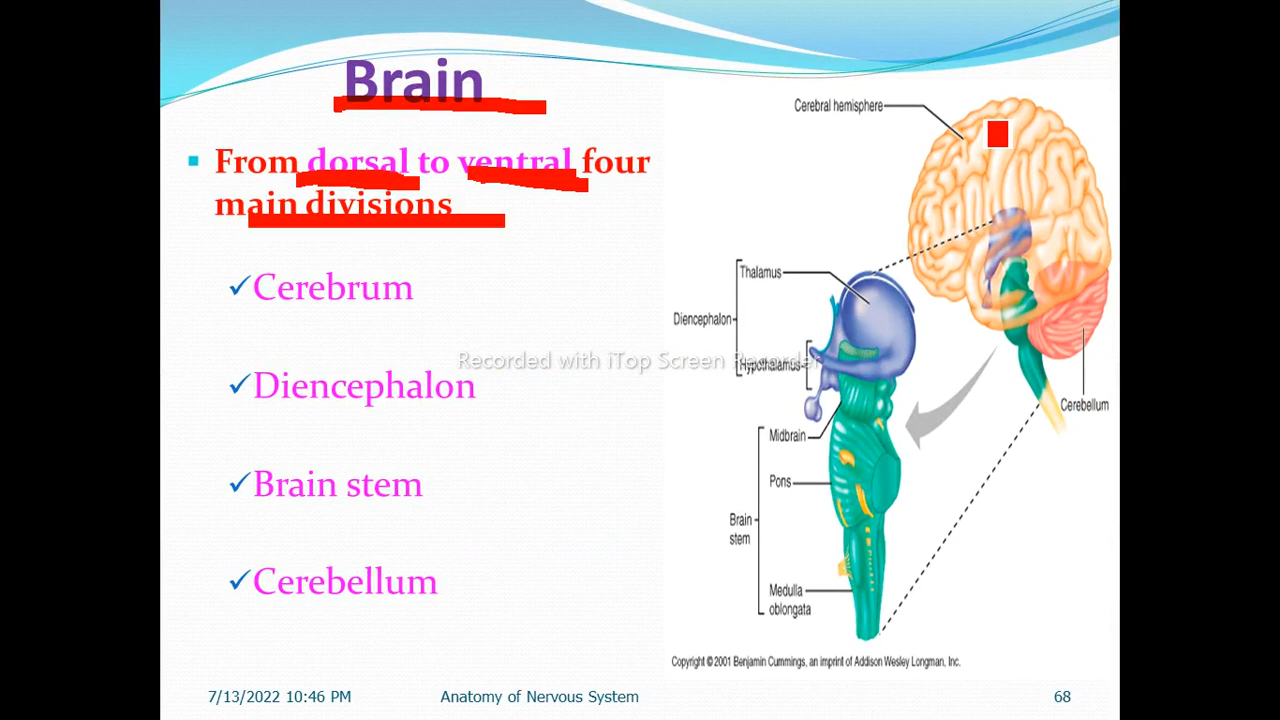 Brain
From dorsal to ventral four
main divisions
Cerebrum
Diencephalon
Brain stem
Cerebellum
Cerebral hemisphere
Thalamus
Diencephalon
Hypothalamus
Midbrain
Pons
Brain
stem
Medulla
oblongata
Cerebellum
Recorded with iTop Screen Recorder
Copyright © 2001 Benjamin Cummings, an imprint of Addison Wesley Longman, Inc.
7/13/2022 10:46 PM
Anatomy of Nervous System
68